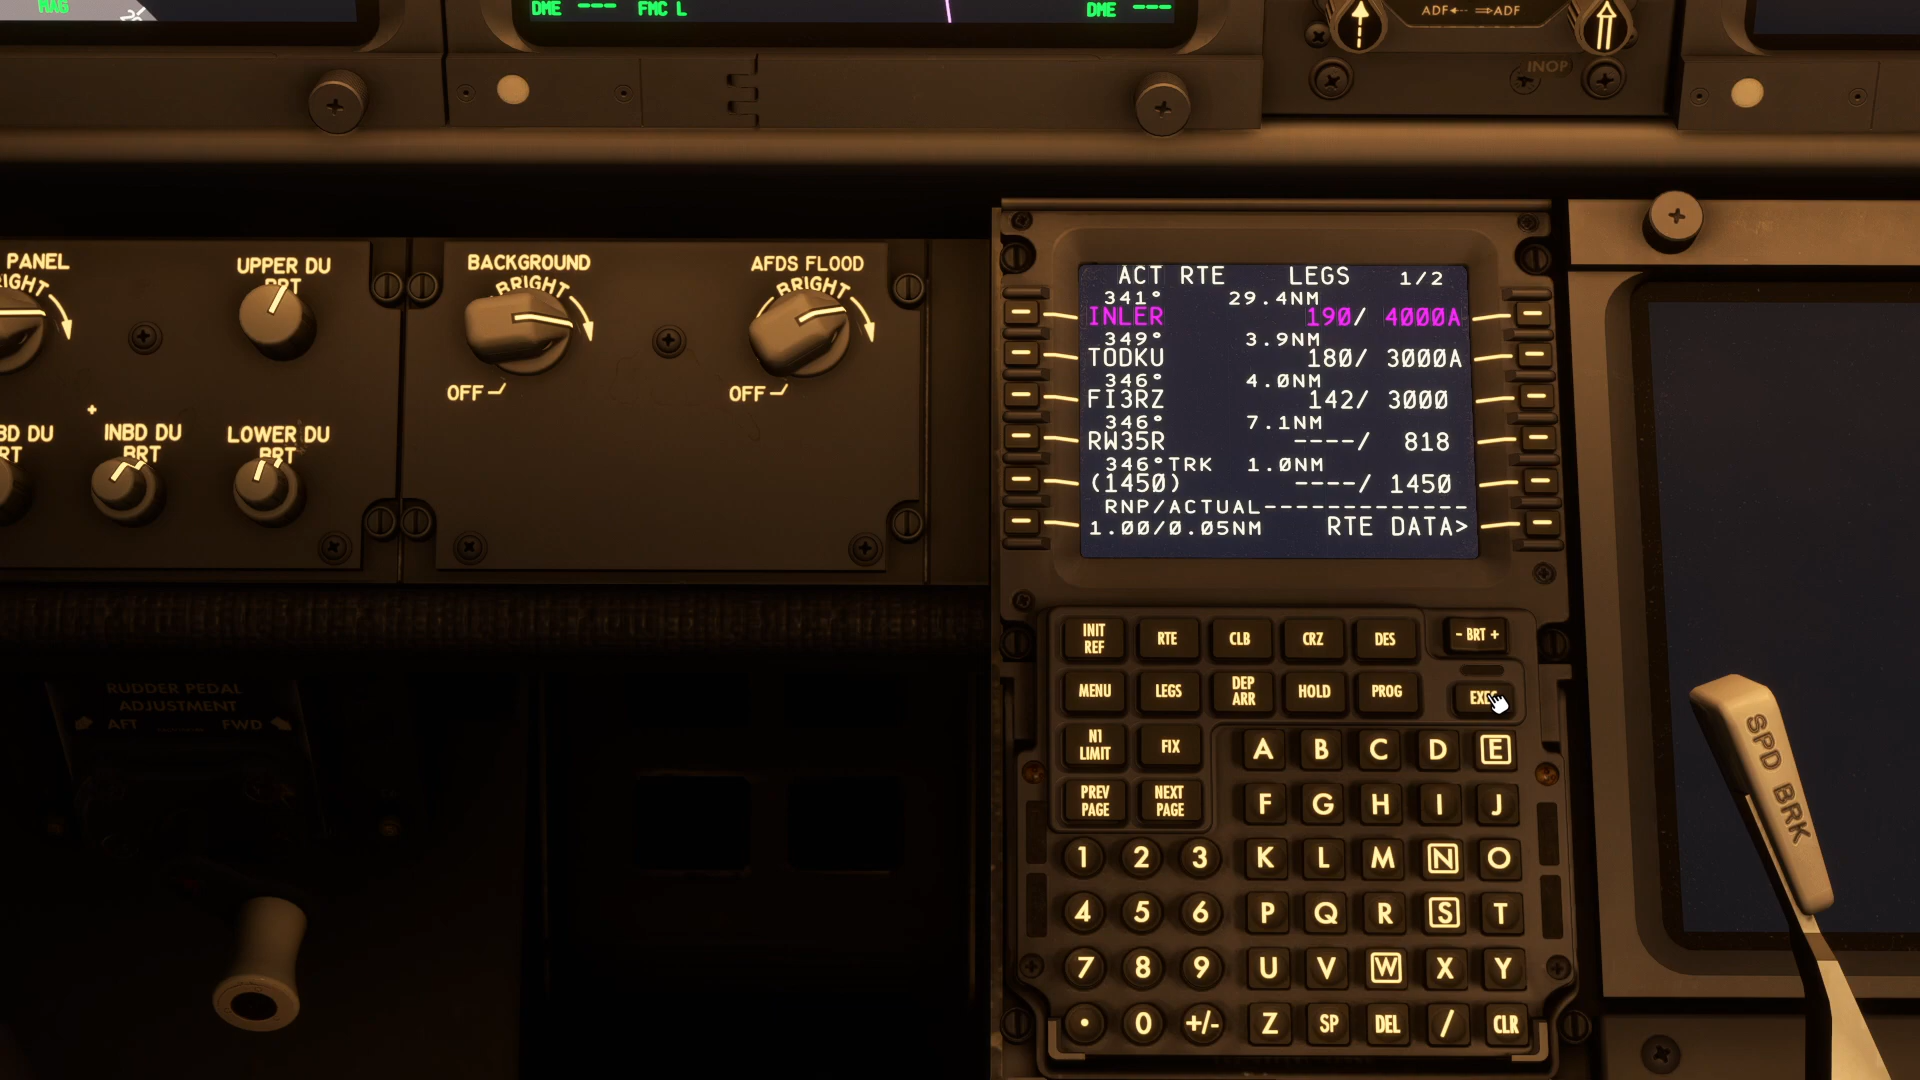 MAG
DME --- FMC L DME ---
ADF ADF
INOP
PANEL
BRIGHT
UPPER DU
BRT
BACKGROUND
BRIGHT
OFF
AFDS FLOOD
BRIGHT
OFF
BD DU
RT
INBD DU
BRT
LOWER DU
BRT
ACT RTE LEGS 1/2
341° 29.4NM
INLER 190/ 4000A
349° 3.9NM
TODKU 180/ 3000A
346° 4.0NM
FI3RZ 142/ 3000
346° 7.1NM
RW35R ----/ 818
346°TRK 1.0NM
(1450) ----/ 1450
RNP/ACTUAL-------------
1.00/0.05NM RTE DATA>
RUDDER PEDAL
ADJUSTMENT
AFT FWD
INIT
REF
RTE
CLB
CRZ
DES
- BRT +
MENU
LEGS
DEP
ARR
HOLD
PROG
EXEC
N1
LIMIT
FIX
PREV
PAGE
NEXT
PAGE
A B C D E
F G H I J
1 2 3 K L M N O
4 5 6 P Q R S T
7 8 9 U V W X Y
. 0 +/- Z SP DEL / CLR
SPD BRK